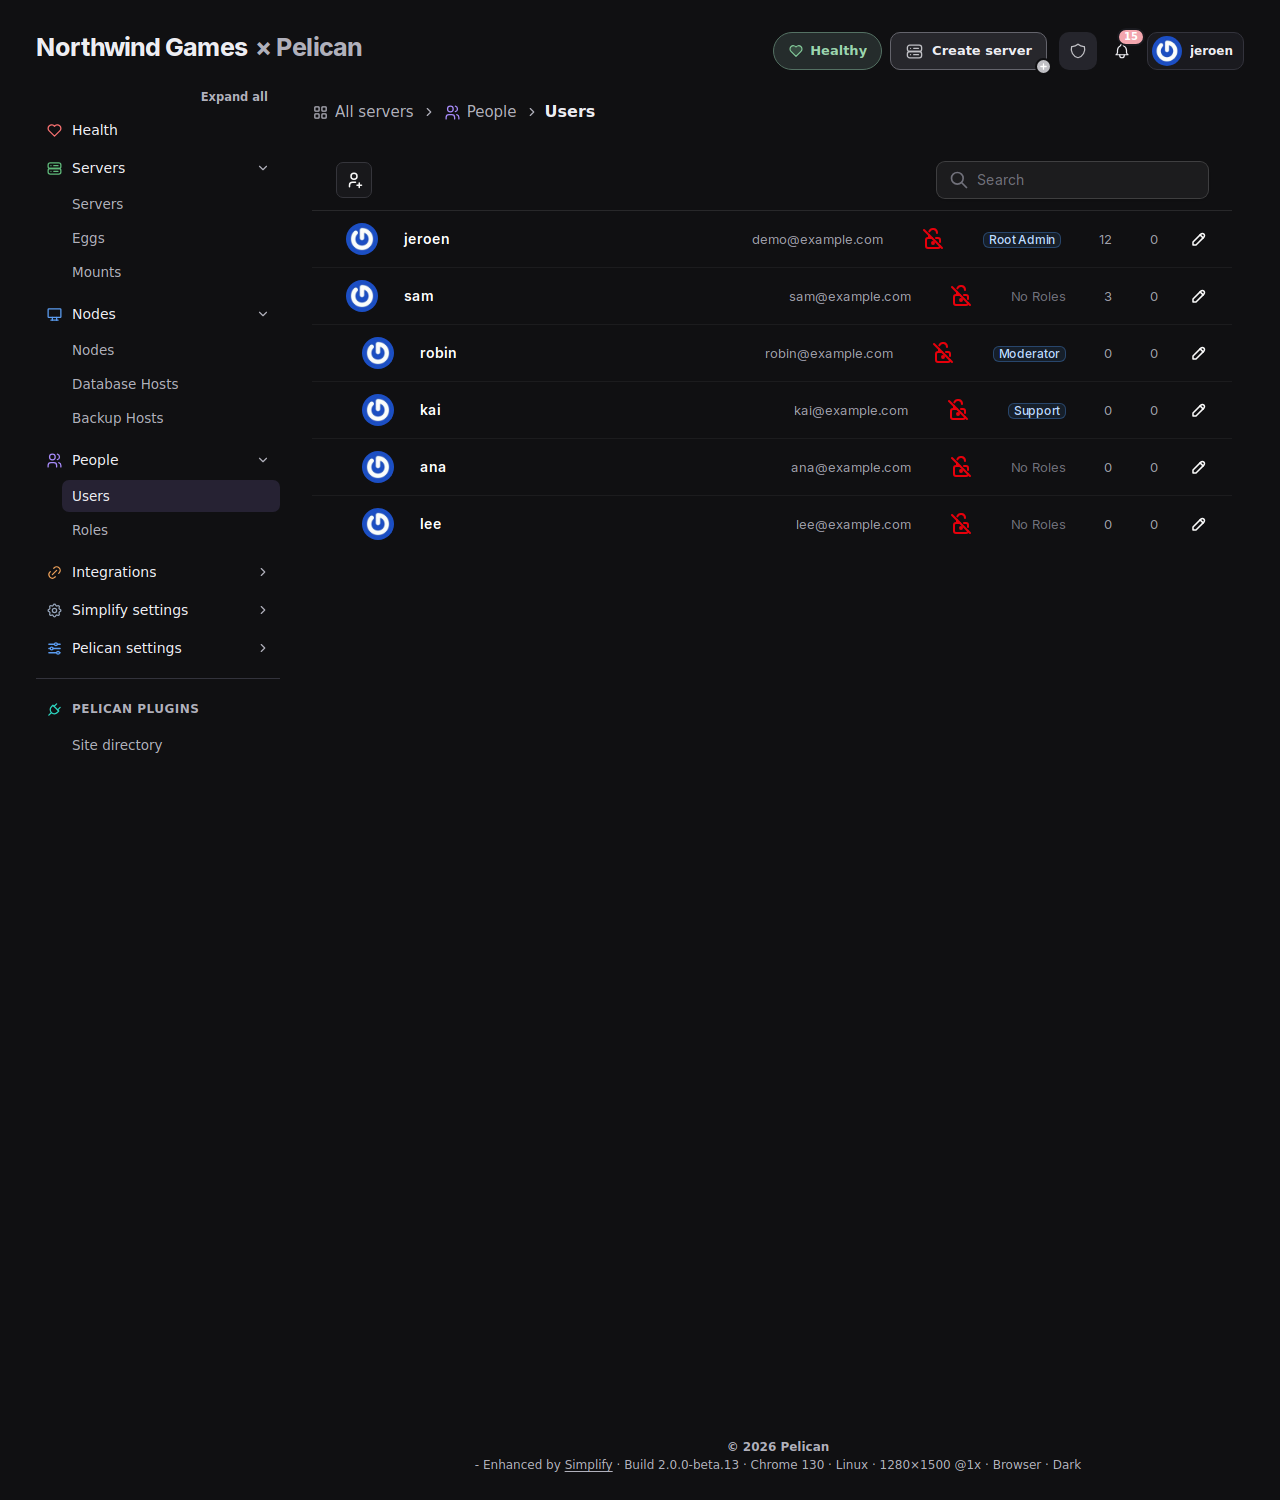 Northwind Games × Pelican
Healthy
Create server
15
jeroen
Expand all
All servers > People > Users
Health
Servers
Servers
Eggs
Mounts
Nodes
Nodes
Database Hosts
Backup Hosts
People
Users
Roles
Integrations
Simplify settings
Pelican settings
PELICAN PLUGINS
Site directory
Search
jeroen demo@example.com Root Admin 12 0
sam sam@example.com No Roles 3 0
robin robin@example.com Moderator 0 0
kai kai@example.com Support 0 0
ana ana@example.com No Roles 0 0
lee lee@example.com No Roles 0 0
© 2026 Pelican
- Enhanced by Simplify · Build 2.0.0-beta.13 · Chrome 130 · Linux · 1280×1500 @1x · Browser · Dark